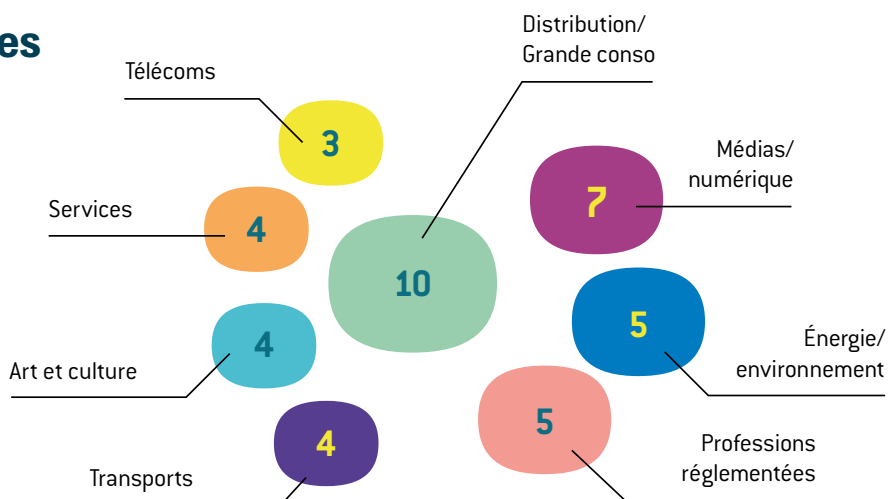 es
Distribution/
Grande conso
Télécoms
3
Médias/
numérique
7
Services
4
10
5
Énergie/
environnement
Art et culture
4
5
Professions
réglementées
4
Transports